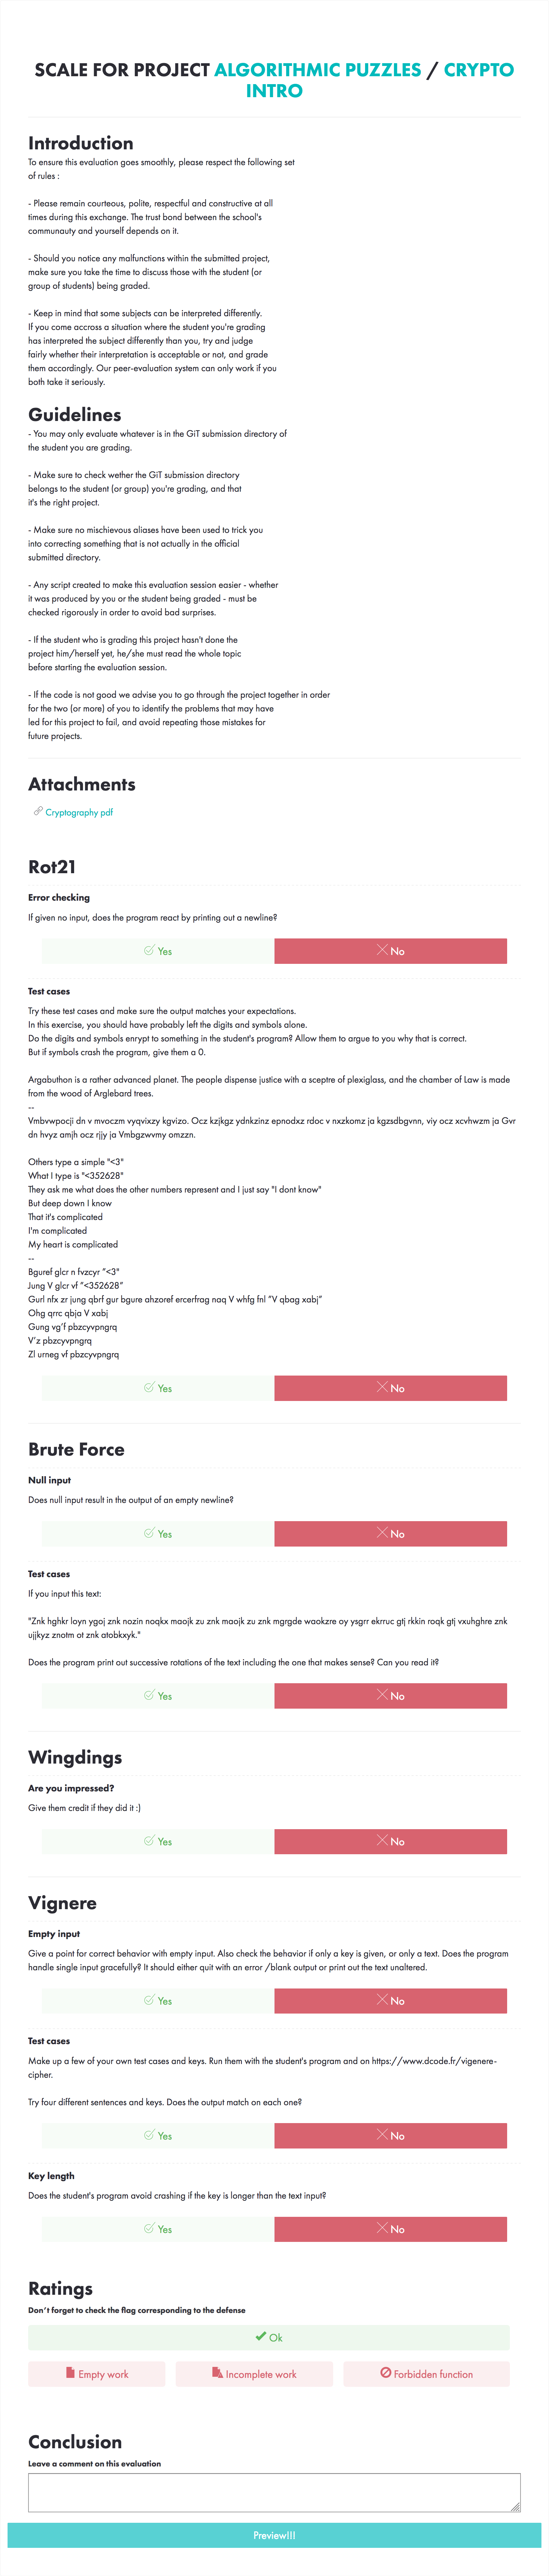 SCALE FOR PROJECT ALGORITHMIC PUZZLES / CRYPTO
INTRO
Introduction
To ensure this evaluation goes smoothly, please respect the following set
of rules :
- Please remain courteous, polite, respectful and constructive at all
times during this exchange. The trust bond between the school's
communauty and yourself depends on it.
- Should you notice any malfunctions within the submitted project,
make sure you take the time to discuss those with the student (or
group of students) being graded.
- Keep in mind that some subjects can be interpreted differently.
If you come accross a situation where the student you're grading
has interpreted the subject differently than you, try and judge
fairly whether their interpretation is acceptable or not, and grade
them accordingly. Our peer-evaluation system can only work if you
both take it seriously.
Guidelines
- You may only evaluate whatever is in the GiT submission directory of
the student you are grading.
- Make sure to check wether the GiT submission directory
belongs to the student (or group) you're grading, and that
it's the right project.
- Make sure no mischievous aliases have been used to trick you
into correcting something that is not actually in the official
submitted directory.
- Any script created to make this evaluation session easier - whether
it was produced by you or the student being graded - must be
checked rigorously in order to avoid bad surprises.
- If the student who is grading this project hasn't done the
project him/herself yet, he/she must read the whole topic
before starting the evaluation session.
- If the code is not good we advise you to go through the project together in order
for the two (or more) of you to identify the problems that may have
led for this project to fail, and avoid repeating those mistakes for
future projects.
Attachments
Cryptography pdf
Rot21
Error checking
If given no input, does the program react by printing out a newline?
Yes No
Test cases
Try these test cases and make sure the output matches your expectations.
In this exercise, you should have probably left the digits and symbols alone.
Do the digits and symbols enrypt to something in the student's program? Allow them to argue to you why that is correct.
But if symbols crash the program, give them a 0.
Argabuthon is a rather advanced planet. The people dispense justice with a sceptre of plexiglass, and the chamber of Law is made
from the wood of Arglebard trees.
--
Vmbvwpocji dn v mvoczm vyqvixzy kgvizo. Ocz kzjkgz ydnkzinz epnodxz rdoc v nxzkomz ja kgzsdbgvnn, viy ocz xcvhwzm ja Gvr
dn hvyz amjh ocz rjjy ja Vmbgzwvmy omzzn.
Others type a simple "<3"
What I type is "<352628"
They ask me what does the other numbers represent and I just say "I dont know"
But deep down I know
That it's complicated
I'm complicated
My heart is complicated
--
Bguref glcr n fvzcyr “<3"
Jung V glcr vf “<352628”
Gurl nfx zr jung qbrf gur bgure ahzoref ercerfrag naq V whfg fnl “V qbag xabj”
Ohg qrrc qbja V xabj
Gung vg’f pbzcyvpngrq
V’z pbzcyvpngrq
Zl urneg vf pbzcyvpngrq
Yes No
Brute Force
Null input
Does null input result in the output of an empty newline?
Yes No
Test cases
If you input this text:
"Znk hghkr loyn ygoj znk nozin noqkx maojk zu znk maojk zu znk mgrgde waokzre oy ysgrr ekrruc gtj rkkin roqk gtj vxuhghre znk
ujjkyz znotm ot znk atobkxyk."
Does the program print out successive rotations of the text including the one that makes sense? Can you read it?
Yes No
Wingdings
Are you impressed?
Give them credit if they did it :)
Yes No
Vignere
Empty input
Give a point for correct behavior with empty input. Also check the behavior if only a key is given, or only a text. Does the program
handle single input gracefully? It should either quit with an error /blank output or print out the text unaltered.
Yes No
Test cases
Make up a few of your own test cases and keys. Run them with the student's program and on https://www.dcode.fr/vigenere-
cipher.
Try four different sentences and keys. Does the output match on each one?
Yes No
Key length
Does the student's program avoid crashing if the key is longer than the text input?
Yes No
Ratings
Don’t forget to check the flag corresponding to the defense
Ok
Empty work Incomplete work Forbidden function
Conclusion
Leave a comment on this evaluation
Preview!!!